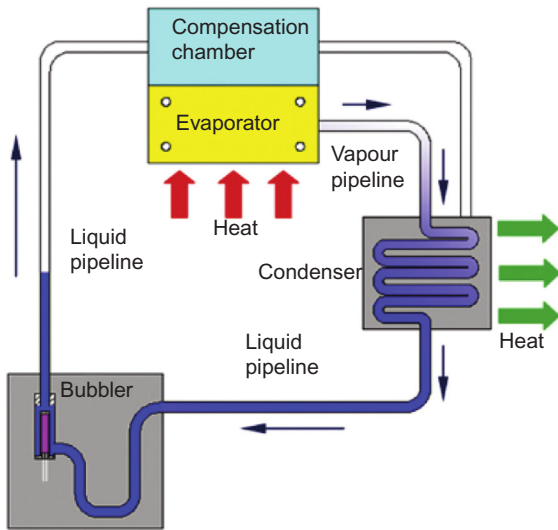 Compensation
chamber
Evaporator
Vapour
pipeline
Heat
Liquid
pipeline
Condenser
Heat
Liquid
pipeline
Bubbler